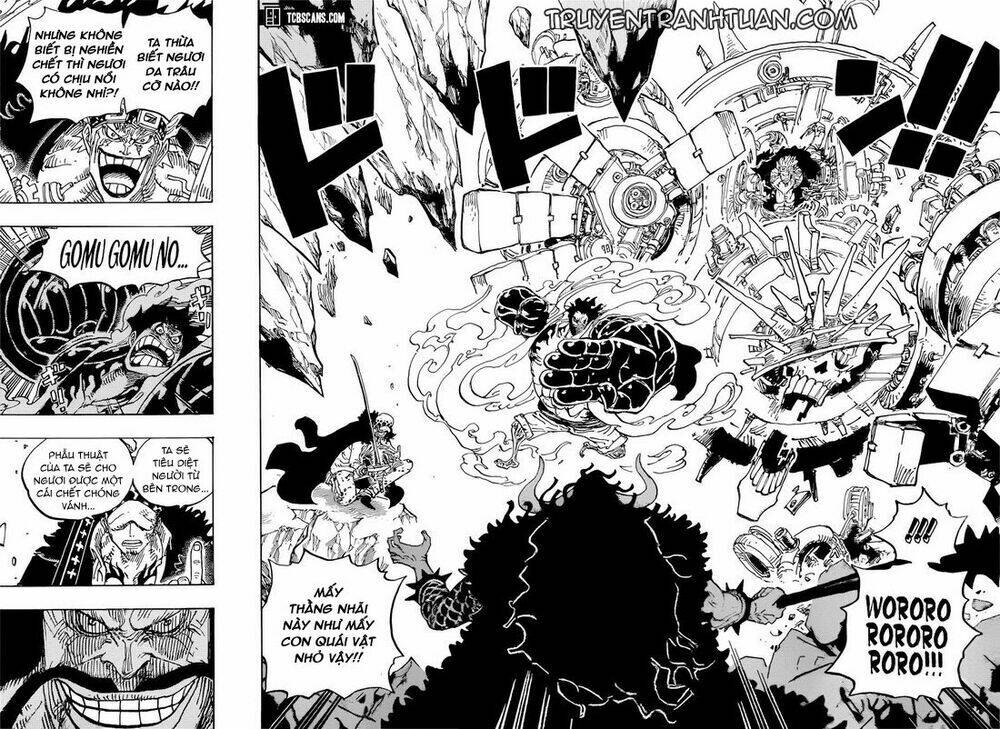 TCBSCANS.COM
TRUYENTRANHTUAN.COM
TA THỪA
BIẾT NGƯƠI
DA TRÂU
CỠ NÀO!!
NHƯNG KHÔNG
BIẾT BỊ NGHIỀN
CHẾT THÌ NGƯƠI
CÓ CHỊU NỔI
KHÔNG NHỈ?!
GOMU GOMU NO...
TA SẼ
TIÊU DIỆT
NGƯƠI TỪ
BÊN TRONG...
PHẪU THUẬT
CỦA TA SẼ CHO
NGƯƠI ĐƯỢC MỘT
CÁI CHẾT CHÓNG
VÁNH...
ドドドン!!
!!!
WORORO
RORORO
RORO!!!
MẤY
THẰNG NHÃI
NÀY NHƯ MẤY
CON QUÁI VẬT
NHỎ VẬY!!